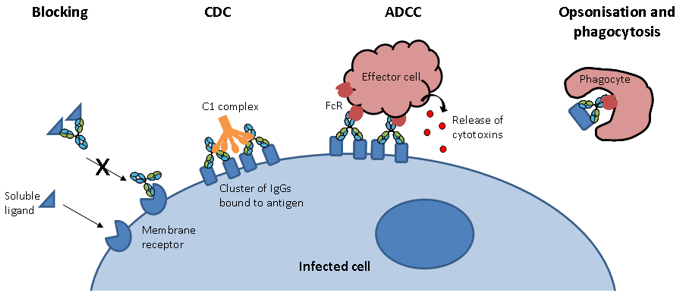 Blocking
CDC
ADCC
Opsonisation and
phagocytosis
C1 complex
FcR
Effector cell
Release of
cytotoxins
Phagocyte
X
Soluble
ligand
Membrane
receptor
Cluster of IgGs
bound to antigen
Infected cell